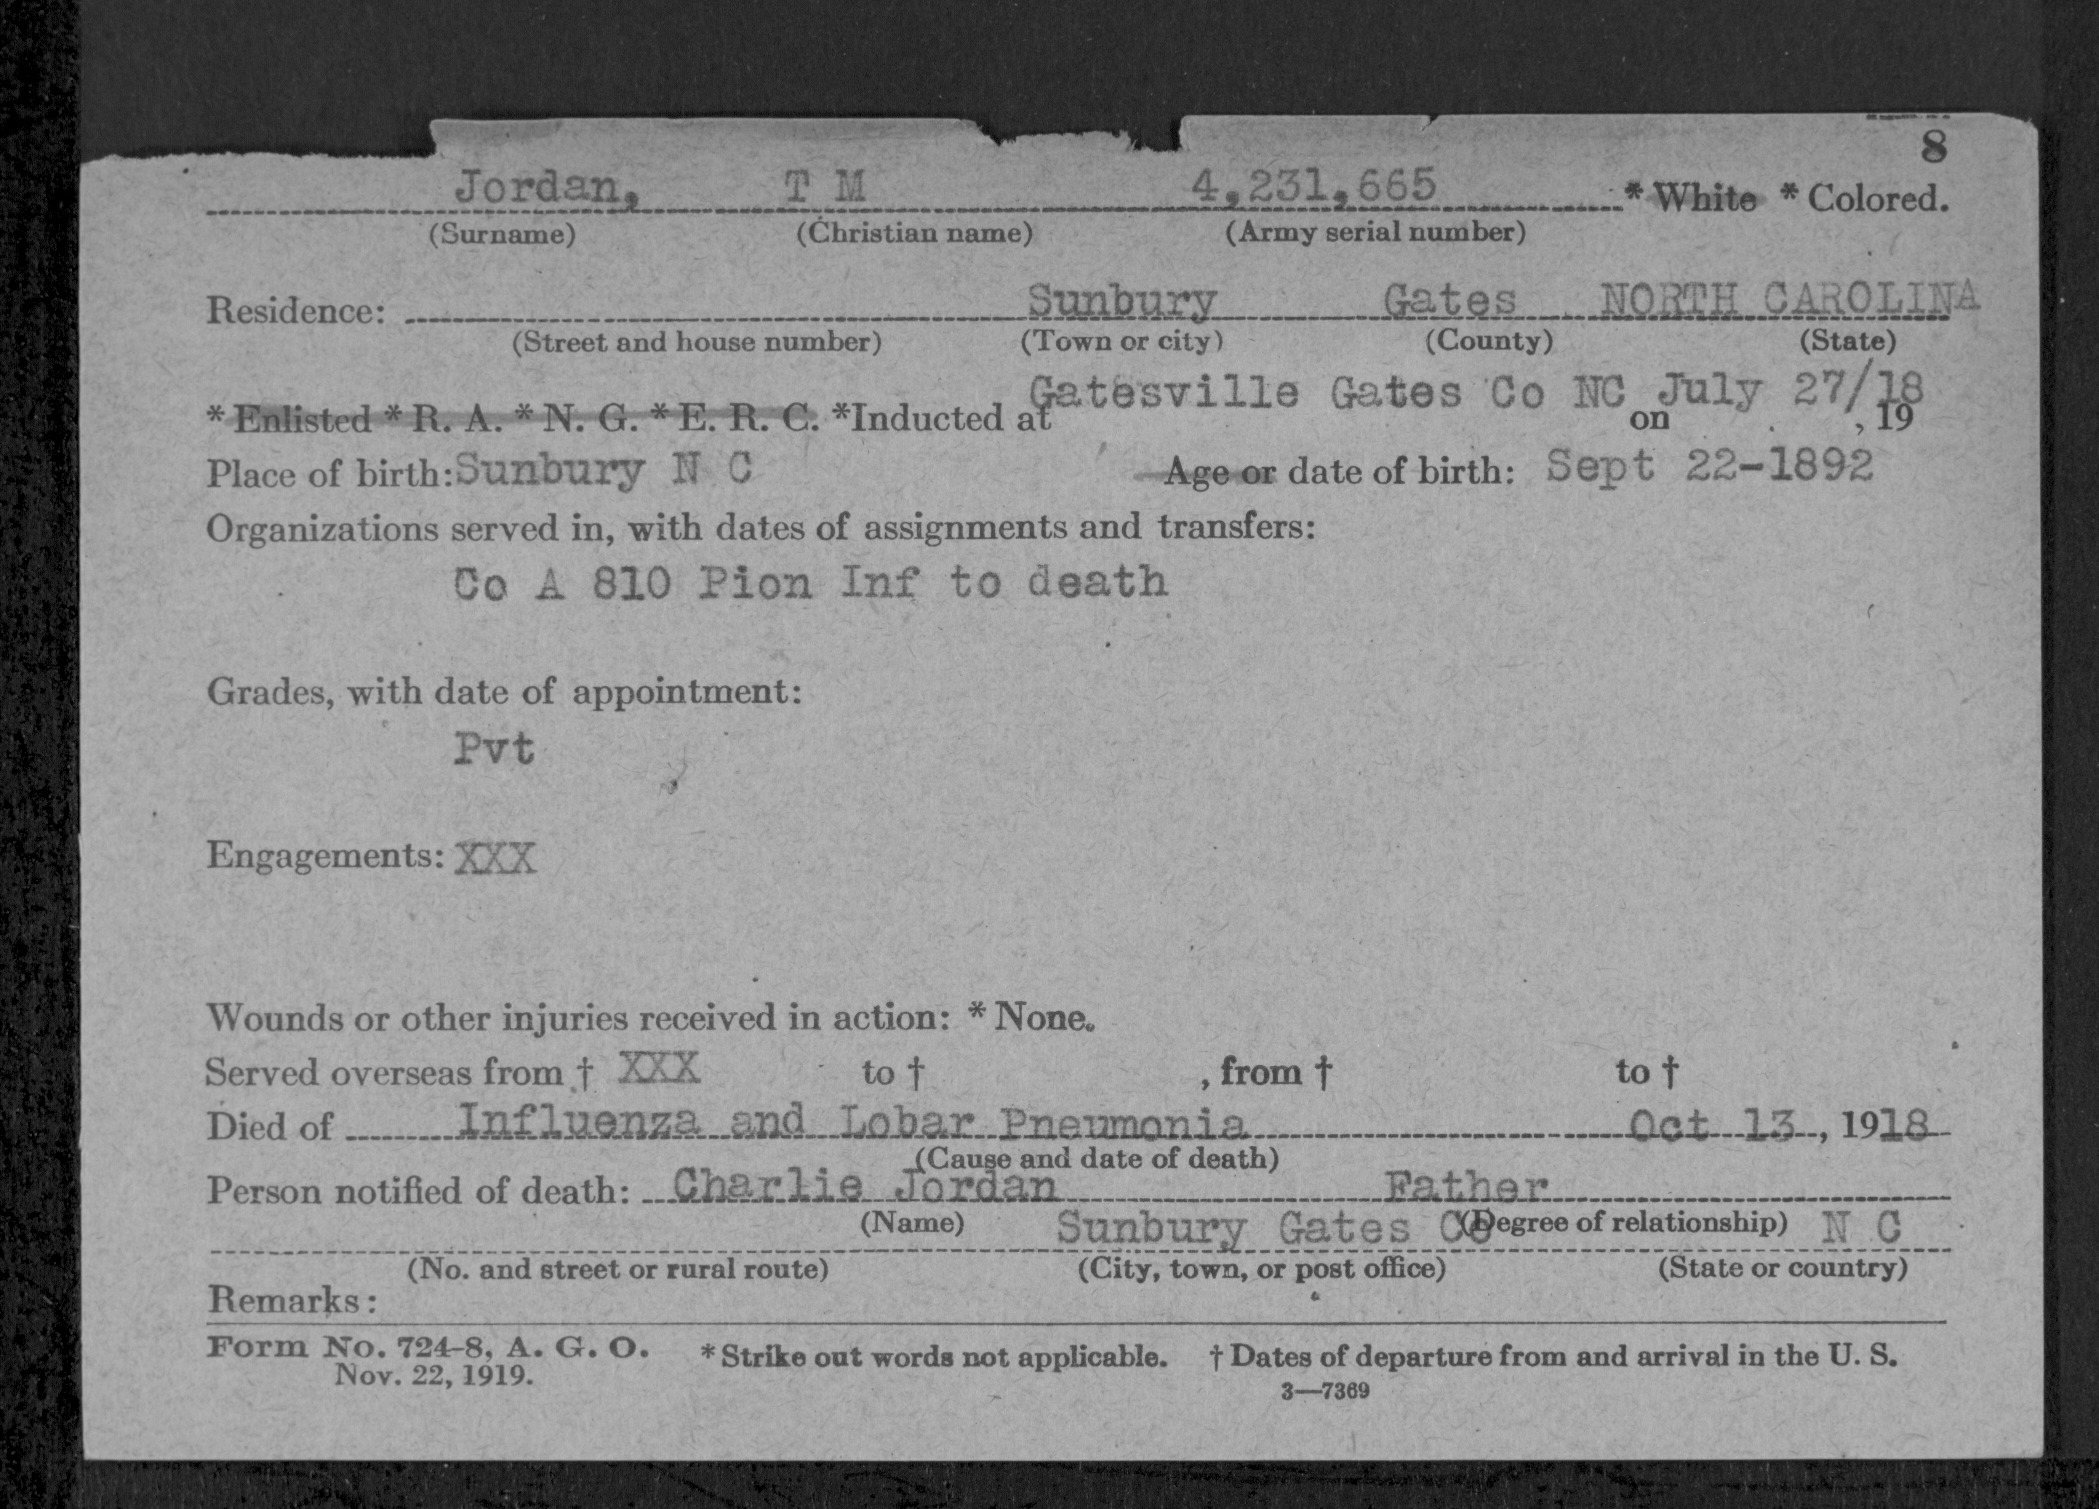 8
Jordan, T M 4,231,665 * White * Colored.
(Surname) (Christian name) (Army serial number)
Residence: Sunbury Gates NORTH CAROLINA
(Street and house number) (Town or city) (County) (State)
* Enlisted * R. A. * N. G. * E. R. C. *Inducted at Gatesville Gates Co NC on July 27/18, 19
Place of birth: Sunbury N C Age or date of birth: Sept 22-1892
Organizations served in, with dates of assignments and transfers:
Co A 810 Pion Inf to death
Grades, with date of appointment:
Pvt
Engagements: XXX
Wounds or other injuries received in action: * None.
Served overseas from † XXX to † , from † to †
Died of Influenza and Lobar Pneumonia Oct 13, 1918
(Cause and date of death)
Person notified of death: Charlie Jordan Father
(Name) (Degree of relationship)
Sunbury Gates Co N C
(No. and street or rural route) (City, town, or post office) (State or country)
Remarks:
Form No. 724-8, A. G. O. * Strike out words not applicable. † Dates of departure from and arrival in the U. S.
Nov. 22, 1919. 3—7369